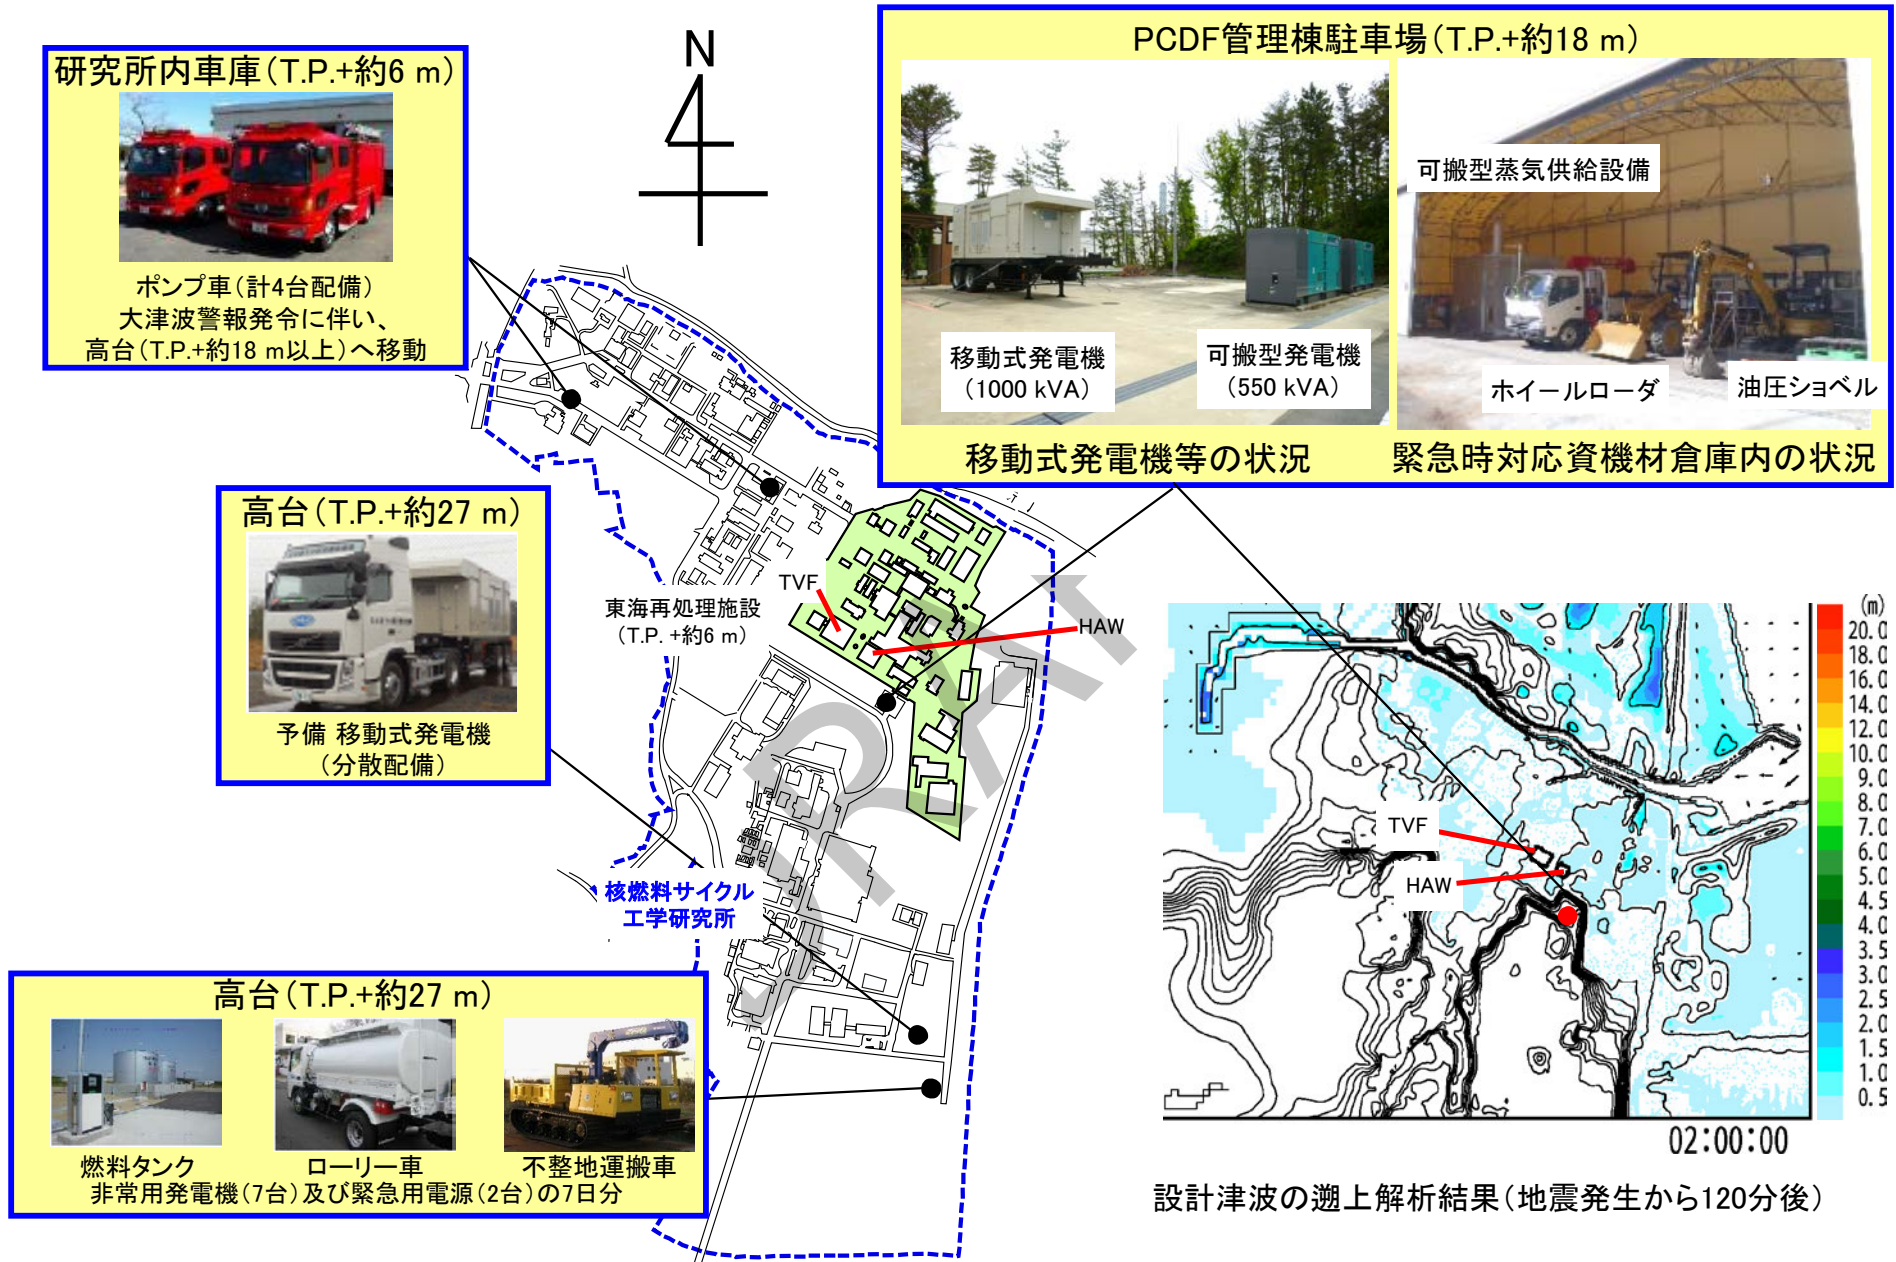 研究所内車庫(T.P.+約6 m)
ポンプ車(計4台配備)
大津波警報発令に伴い、
高台(T.P.+約18 m以上)へ移動
N
PCDF管理棟駐車場(T.P.+約18 m)
移動式発電機
(1000 kVA)
可搬型発電機
(550 kVA)
可搬型蒸気供給設備
ホイールローダ
油圧ショベル
移動式発電機等の状況
緊急時対応資機材倉庫内の状況
高台(T.P.+約27 m)
予備 移動式発電機
(分散配備)
TVF
東海再処理施設
(T.P. +約6 m)
HAW
核燃料サイクル
工学研究所
DRAFT
高台(T.P.+約27 m)
燃料タンク
ローリー車
不整地運搬車
非常用発電機(7台)及び緊急用電源(2台)の7日分
TVF
HAW
(m)
20.0
18.0
16.0
14.0
12.0
10.0
9.0
8.0
7.0
6.0
5.0
4.5
4.0
3.5
3.0
2.5
2.0
1.5
1.0
0.5
02:00:00
設計津波の遡上解析結果(地震発生から120分後)